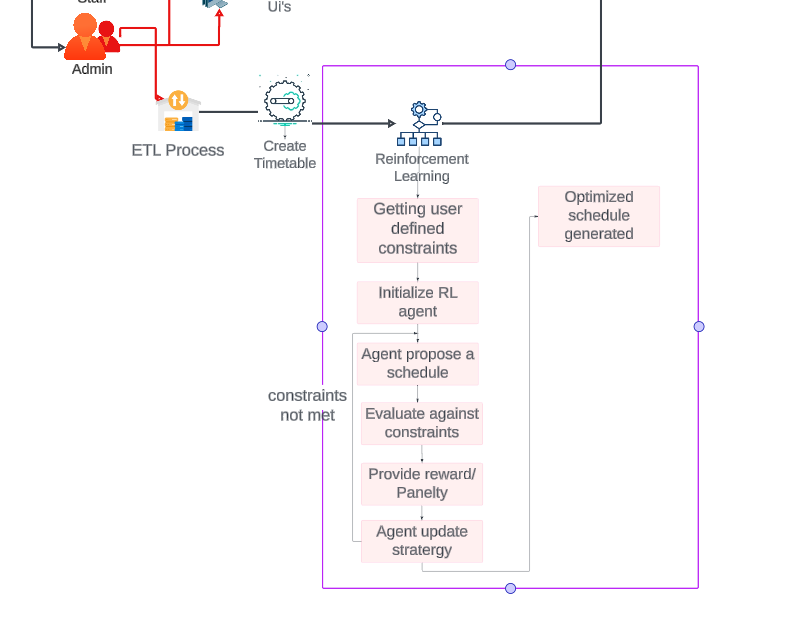 Staff
Ui's
Admin
ETL Process
Create
Timetable
Reinforcement
Learning
Getting user
defined
constraints
Optimized
schedule
generated
Initialize RL
agent
Agent propose a
schedule
constraints
not met
Evaluate against
constraints
Provide reward/
Panelty
Agent update
stratergy